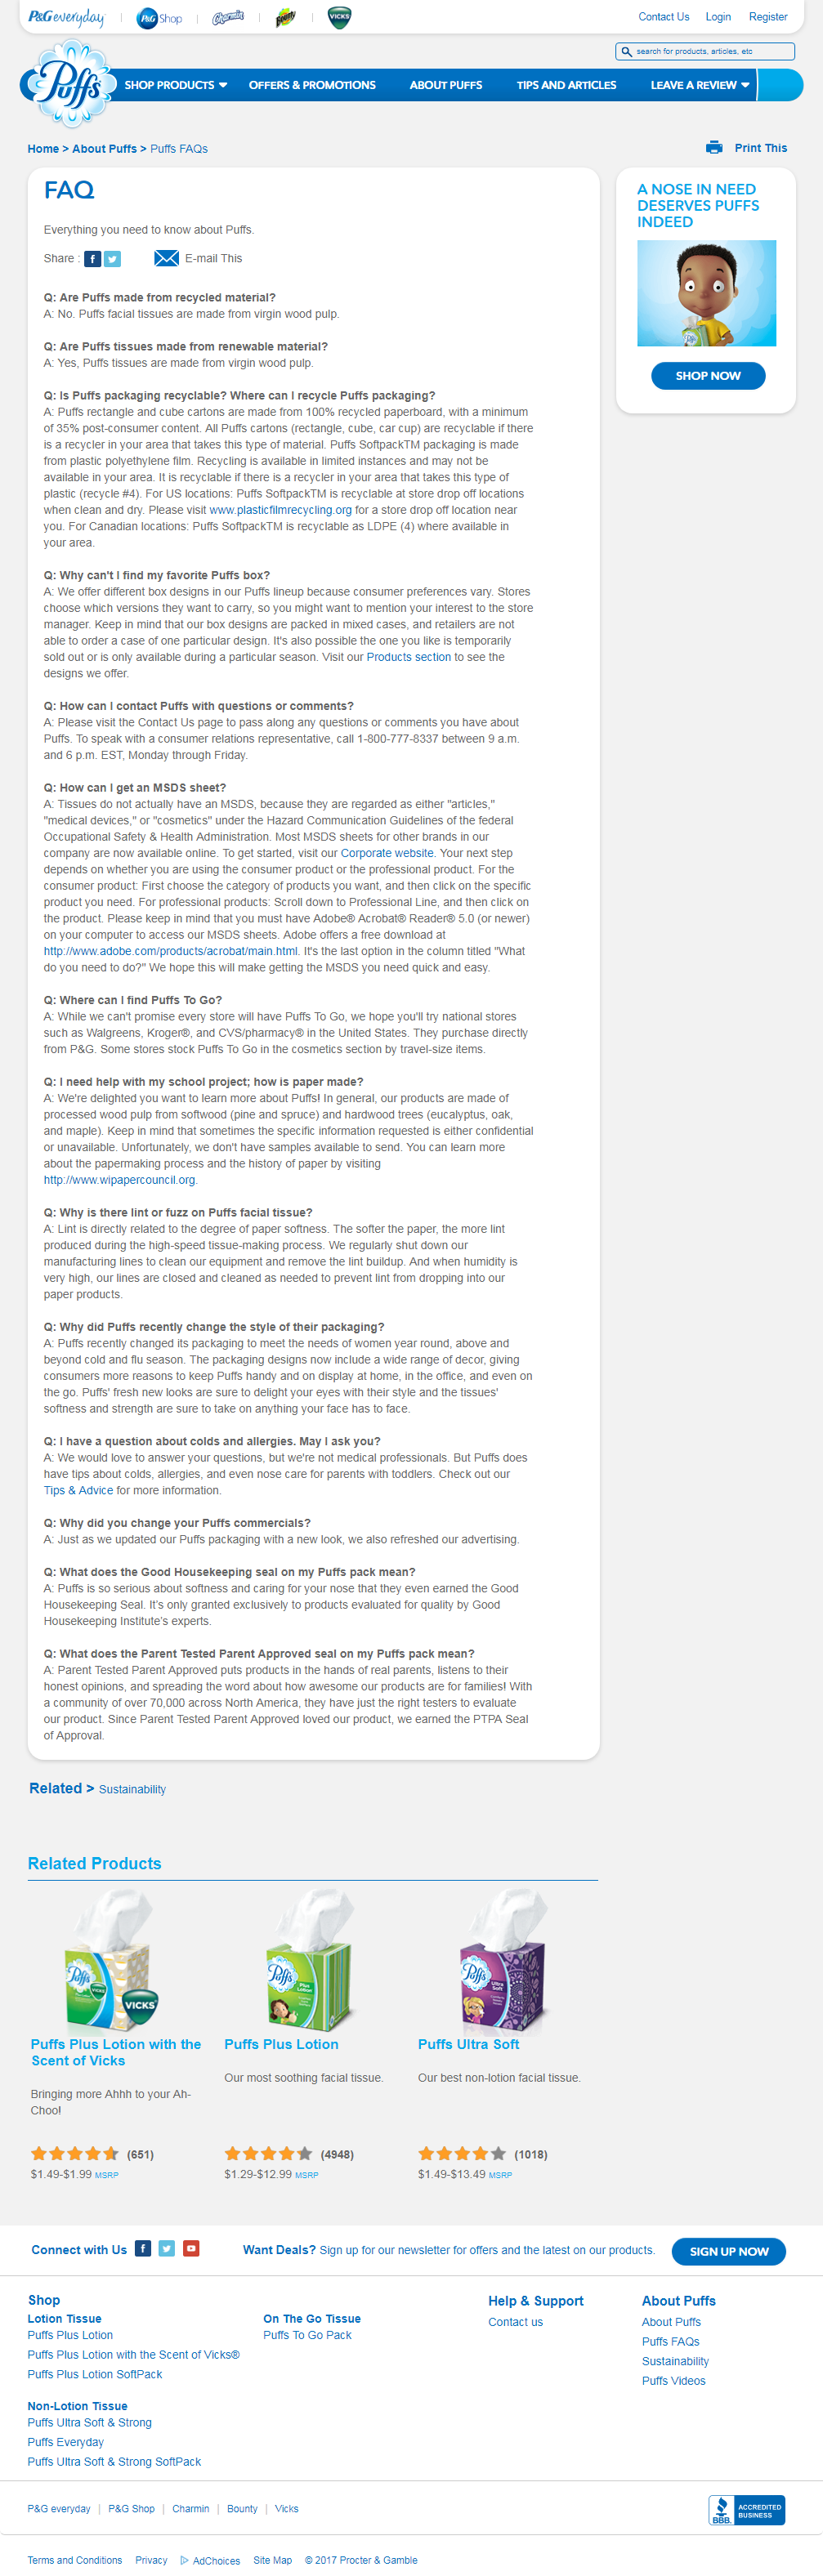 P&G everyday
P&G Shop
Charmin
Bounty
VICKS
Contact Us
Login
Register
search for products, articles, etc
Puffs
SHOP PRODUCTS
OFFERS & PROMOTIONS
ABOUT PUFFS
TIPS AND ARTICLES
LEAVE A REVIEW
Home > About Puffs > Puffs FAQs
Print This
FAQ
Everything you need to know about Puffs.
Share :
E-mail This
Q: Are Puffs made from recycled material?
A: No. Puffs facial tissues are made from virgin wood pulp.
Q: Are Puffs tissues made from renewable material?
A: Yes, Puffs tissues are made from virgin wood pulp.
Q: Is Puffs packaging recyclable? Where can I recycle Puffs packaging?
A: Puffs rectangle and cube cartons are made from 100% recycled paperboard, with a minimum
of 35% post-consumer content. All Puffs cartons (rectangle, cube, car cup) are recyclable if there
is a recycler in your area that takes this type of material. Puffs SoftpackTM packaging is made
from plastic polyethylene film. Recycling is available in limited instances and may not be
available in your area. It is recyclable if there is a recycler in your area that takes this type of
plastic (recycle #4). For US locations: Puffs SoftpackTM is recyclable at store drop off locations
when clean and dry. Please visit www.plasticfilmrecycling.org for a store drop off location near
you. For Canadian locations: Puffs SoftpackTM is recyclable as LDPE (4) where available in
your area.
Q: Why can't I find my favorite Puffs box?
A: We offer different box designs in our Puffs lineup because consumer preferences vary. Stores
choose which versions they want to carry, so you might want to mention your interest to the store
manager. Keep in mind that our box designs are packed in mixed cases, and retailers are not
able to order a case of one particular design. It's also possible the one you like is temporarily
sold out or is only available during a particular season. Visit our Products section to see the
designs we offer.
Q: How can I contact Puffs with questions or comments?
A: Please visit the Contact Us page to pass along any questions or comments you have about
Puffs. To speak with a consumer relations representative, call 1-800-777-8337 between 9 a.m.
and 6 p.m. EST, Monday through Friday.
Q: How can I get an MSDS sheet?
A: Tissues do not actually have an MSDS, because they are regarded as either "articles,"
"medical devices," or "cosmetics" under the Hazard Communication Guidelines of the federal
Occupational Safety & Health Administration. Most MSDS sheets for other brands in our
company are now available online. To get started, visit our Corporate website. Your next step
depends on whether you are using the consumer product or the professional product. For the
consumer product: First choose the category of products you want, and then click on the specific
product you need. For professional products: Scroll down to Professional Line, and then click on
the product. Please keep in mind that you must have Adobe® Acrobat® Reader® 5.0 (or newer)
on your computer to access our MSDS sheets. Adobe offers a free download at
http://www.adobe.com/products/acrobat/main.html. It's the last option in the column titled "What
do you need to do?" We hope this will make getting the MSDS you need quick and easy.
Q: Where can I find Puffs To Go?
A: While we can't promise every store will have Puffs To Go, we hope you'll try national stores
such as Walgreens, Kroger®, and CVS/pharmacy® in the United States. They purchase directly
from P&G. Some stores stock Puffs To Go in the cosmetics section by travel-size items.
Q: I need help with my school project; how is paper made?
A: We're delighted you want to learn more about Puffs! In general, our products are made of
processed wood pulp from softwood (pine and spruce) and hardwood trees (eucalyptus, oak,
and maple). Keep in mind that sometimes the specific information requested is either confidential
or unavailable. Unfortunately, we don't have samples available to send. You can learn more
about the papermaking process and the history of paper by visiting
http://www.wipapercouncil.org.
Q: Why is there lint or fuzz on Puffs facial tissue?
A: Lint is directly related to the degree of paper softness. The softer the paper, the more lint
produced during the high-speed tissue-making process. We regularly shut down our
manufacturing lines to clean our equipment and remove the lint buildup. And when humidity is
very high, our lines are closed and cleaned as needed to prevent lint from dropping into our
paper products.
Q: Why did Puffs recently change the style of their packaging?
A: Puffs recently changed its packaging to meet the needs of women year round, above and
beyond cold and flu season. The packaging designs now include a wide range of decor, giving
consumers more reasons to keep Puffs handy and on display at home, in the office, and even on
the go. Puffs' fresh new looks are sure to delight your eyes with their style and the tissues'
softness and strength are sure to take on anything your face has to face.
Q: I have a question about colds and allergies. May I ask you?
A: We would love to answer your questions, but we're not medical professionals. But Puffs does
have tips about colds, allergies, and even nose care for parents with toddlers. Check out our
Tips & Advice for more information.
Q: Why did you change your Puffs commercials?
A: Just as we updated our Puffs packaging with a new look, we also refreshed our advertising.
Q: What does the Good Housekeeping seal on my Puffs pack mean?
A: Puffs is so serious about softness and caring for your nose that they even earned the Good
Housekeeping Seal. It's only granted exclusively to products evaluated for quality by Good
Housekeeping Institute's experts.
Q: What does the Parent Tested Parent Approved seal on my Puffs pack mean?
A: Parent Tested Parent Approved puts products in the hands of real parents, listens to their
honest opinions, and spreading the word about how awesome our products are for families! With
a community of over 70,000 across North America, they have just the right testers to evaluate
our product. Since Parent Tested Parent Approved loved our product, we earned the PTPA Seal
of Approval.
A NOSE IN NEED
DESERVES PUFFS
INDEED
Puffs
SHOP NOW
Related > Sustainability
Related Products
Puffs
VICKS
VICKS
Puffs Plus Lotion with the
Scent of Vicks
Bringing more Ahhh to your Ah-
Choo!
(651)
$1.49-$1.99 MSRP
Puffs
Plus
Lotion
Puffs Plus Lotion
Our most soothing facial tissue.
(4948)
$1.29-$12.99 MSRP
Puffs
Ultra
Soft
Puffs Ultra Soft
Our best non-lotion facial tissue.
(1018)
$1.49-$13.49 MSRP
Connect with Us
Want Deals? Sign up for our newsletter for offers and the latest on our products.
SIGN UP NOW
Shop
Lotion Tissue
Puffs Plus Lotion
Puffs Plus Lotion with the Scent of Vicks®
Puffs Plus Lotion SoftPack
Non-Lotion Tissue
Puffs Ultra Soft & Strong
Puffs Everyday
Puffs Ultra Soft & Strong SoftPack
On The Go Tissue
Puffs To Go Pack
Help & Support
Contact us
About Puffs
About Puffs
Puffs FAQs
Sustainability
Puffs Videos
P&G everyday | P&G Shop | Charmin | Bounty | Vicks
BBB.
ACCREDITED
BUSINESS
Terms and Conditions
Privacy
AdChoices
Site Map
© 2017 Procter & Gamble